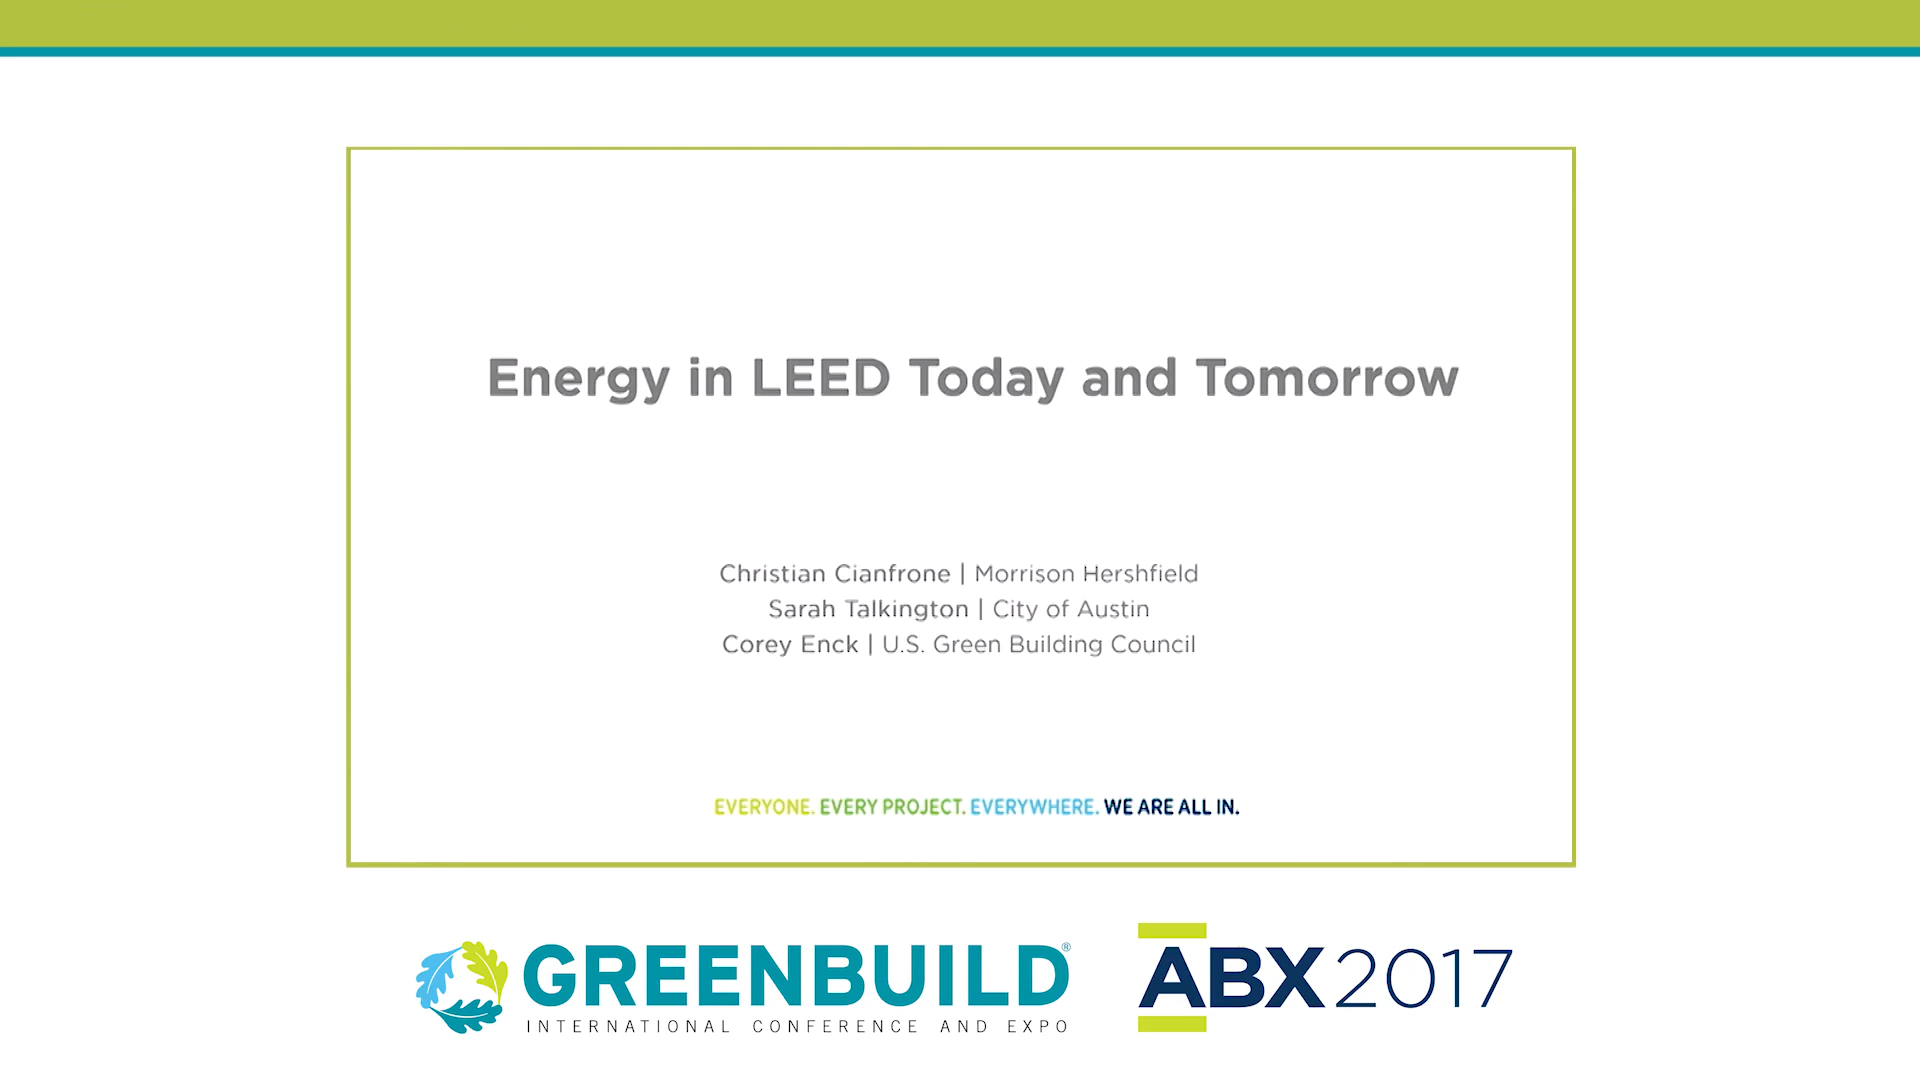 Energy in LEED Today and Tomorrow
Christian Cianfrone | Morrison Hershfield
Sarah Talkington | City of Austin
Corey Enck | U.S. Green Building Council
EVERYONE. EVERY PROJECT. EVERYWHERE. WE ARE ALL IN.
GREENBUILD®
INTERNATIONAL CONFERENCE AND EXPO
ABX2017